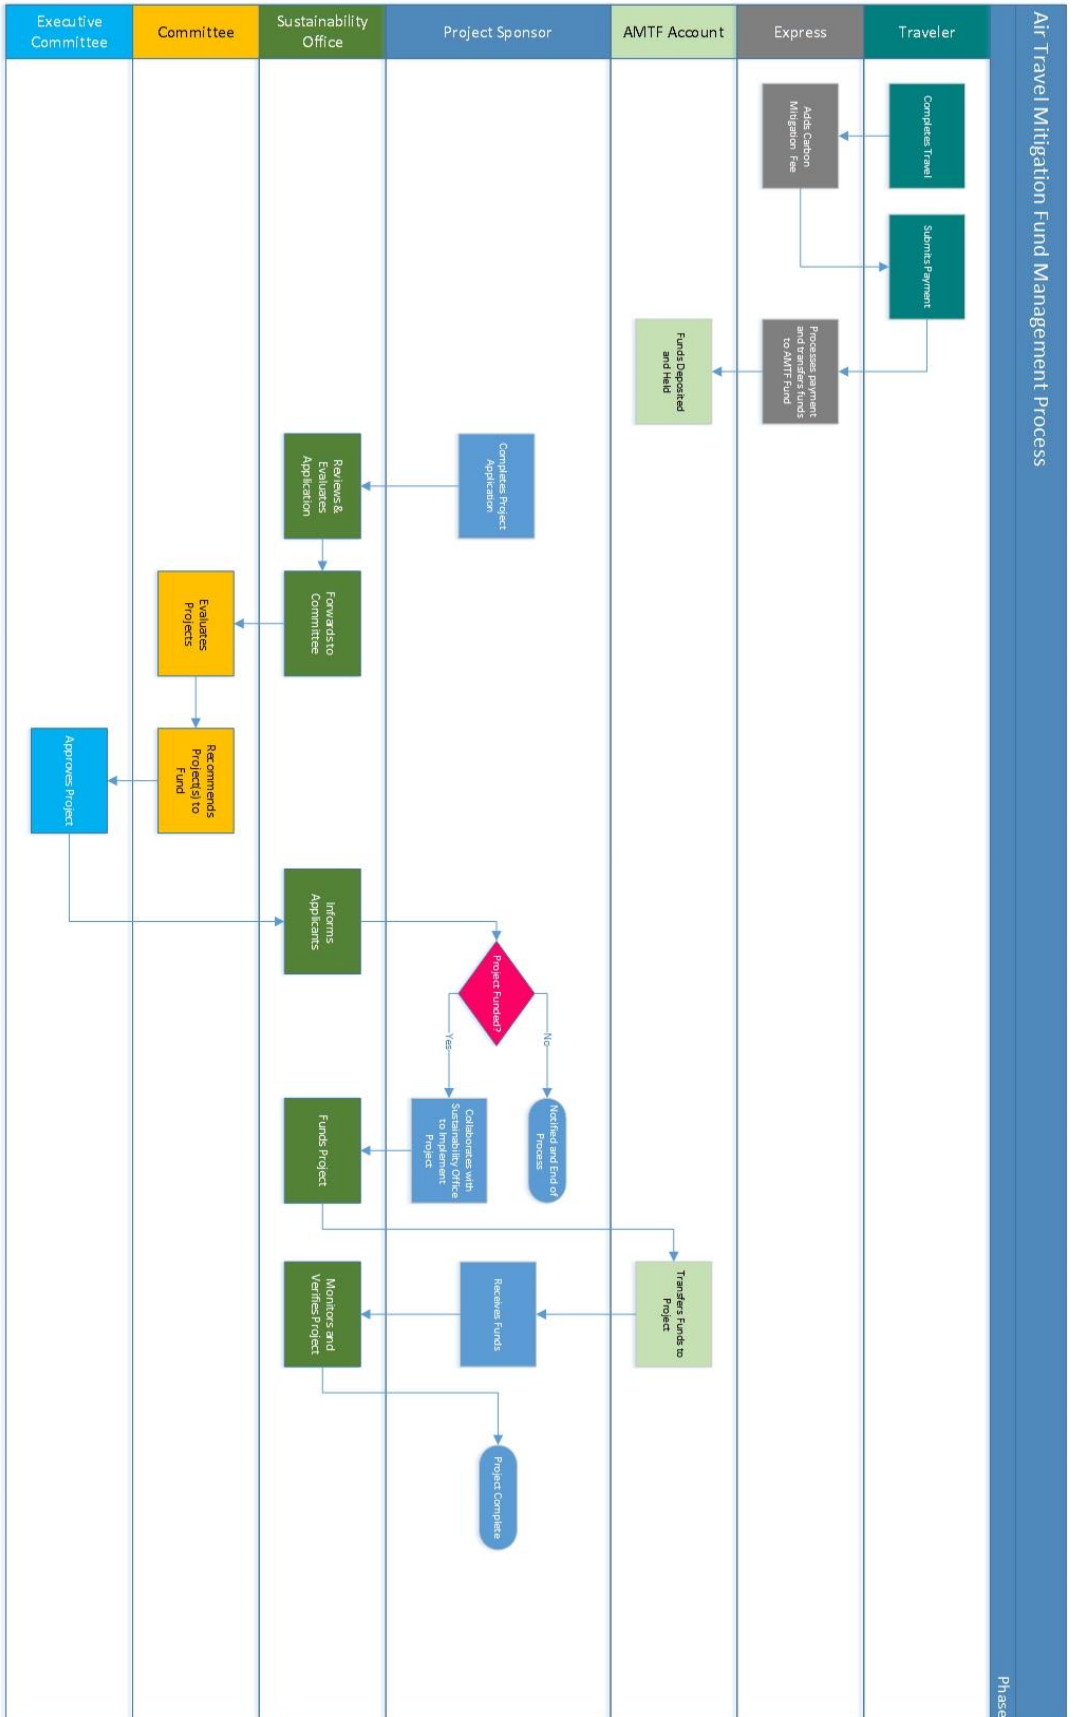 Air Travel Mitigation Fund Management Process
Phase
Traveler
Completes Travel
Submits Payment
Express
Adds Carbon
Mitigation Fee
Processes payment
and transfers funds
to AMTF Fund
AMTF Account
Funds Deposited
and Held
Transfers Funds to
Project
Project Sponsor
Completes Project
Application
Project Funded?
No
Yes
Notified and End of
Process
Collaborates with
Sustainability Office
to Implement
Project
Receives Funds
Project Complete
Sustainability
Office
Reviews &
Evaluates
Application
Forwards to
Committee
Informs
Applicants
Funds Project
Monitors and
Verifies Project
Committee
Evaluates
Projects
Recommends
Project(s) to
Fund
Executive
Committee
Approves Project